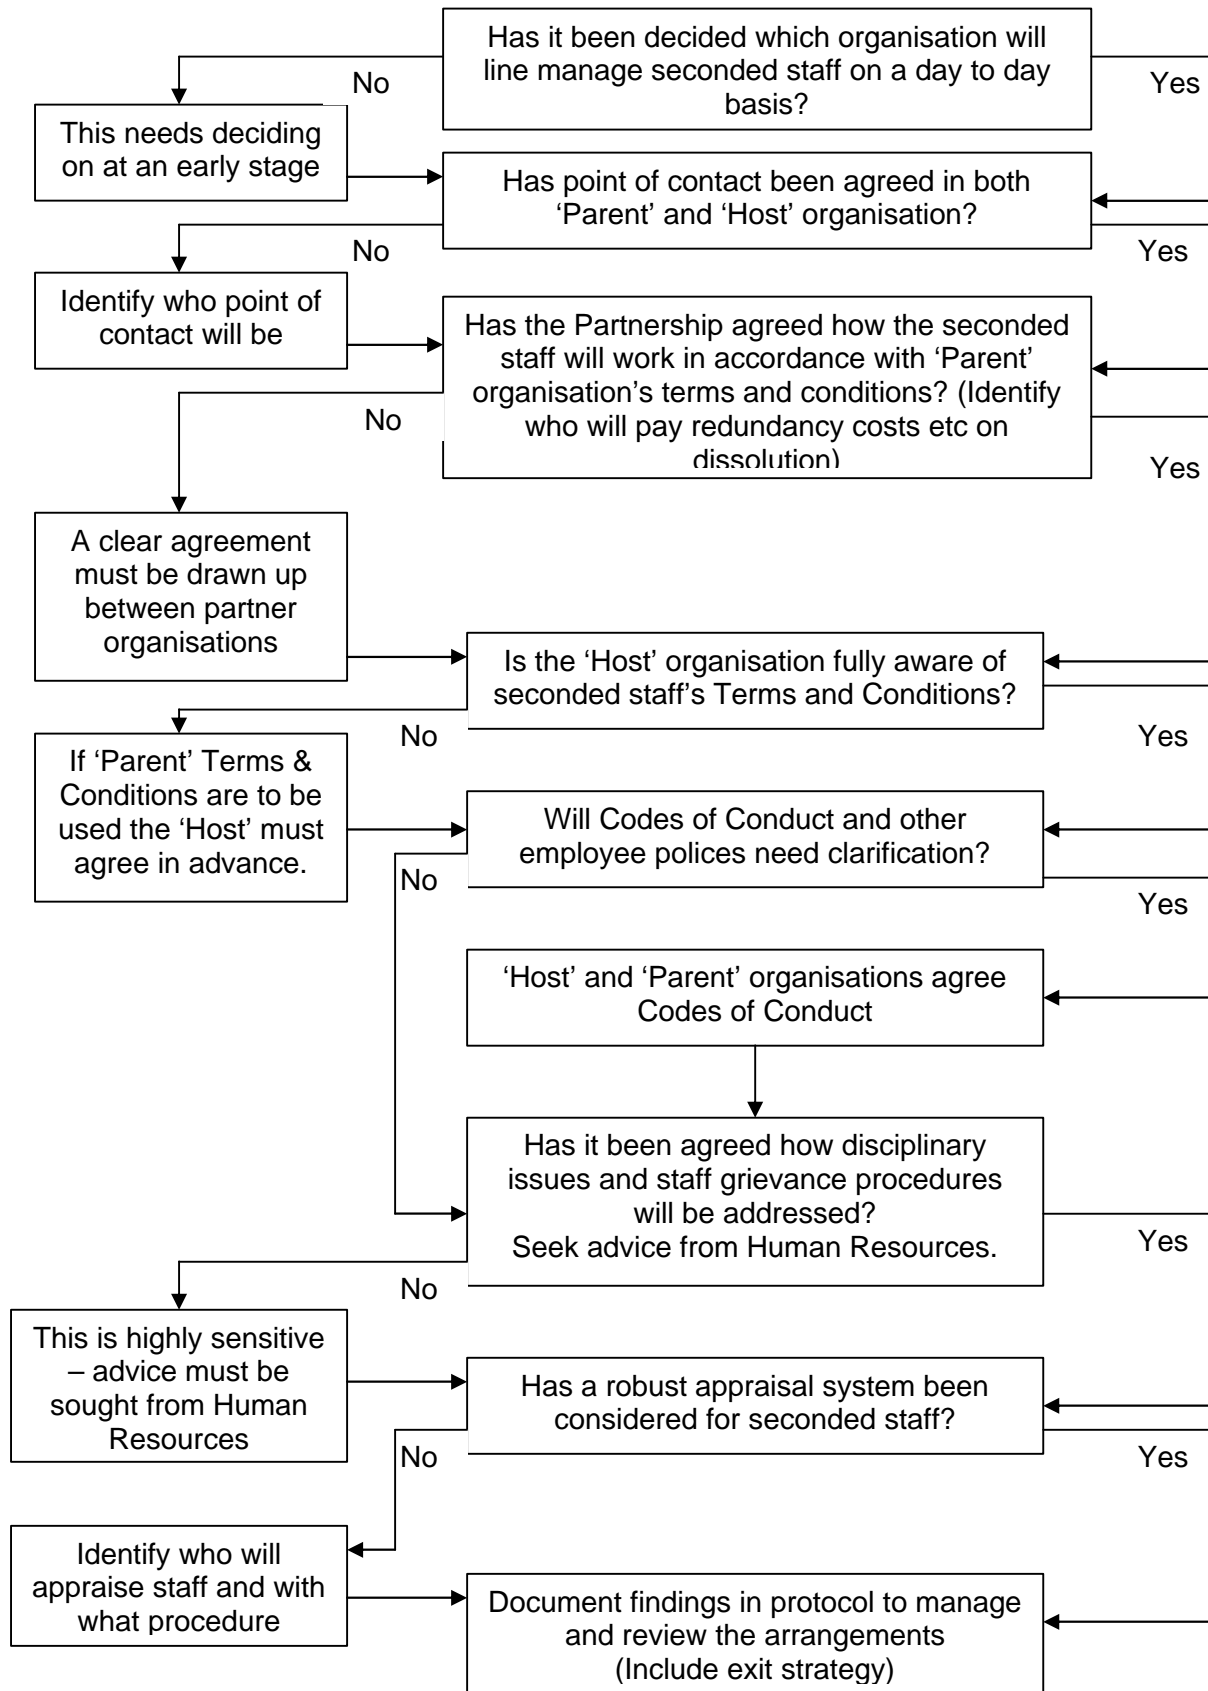 Has it been decided which organisation will
line manage seconded staff on a day to day
basis?
No
Yes
This needs deciding
on at an early stage
Has point of contact been agreed in both
‘Parent’ and ‘Host’ organisation?
No
Yes
Identify who point of
contact will be
Has the Partnership agreed how the seconded
staff will work in accordance with ‘Parent’
organisation’s terms and conditions? (Identify
who will pay redundancy costs etc on
dissolution)
No
Yes
A clear agreement
must be drawn up
between partner
organisations
Is the ‘Host’ organisation fully aware of
seconded staff’s Terms and Conditions?
No
Yes
If ‘Parent’ Terms &
Conditions are to be
used the ‘Host’ must
agree in advance.
Will Codes of Conduct and other
employee polices need clarification?
No
Yes
‘Host’ and ‘Parent’ organisations agree
Codes of Conduct
Has it been agreed how disciplinary
issues and staff grievance procedures
will be addressed?
Seek advice from Human Resources.
No
Yes
This is highly sensitive
– advice must be
sought from Human
Resources
Has a robust appraisal system been
considered for seconded staff?
No
Yes
Identify who will
appraise staff and with
what procedure
Document findings in protocol to manage
and review the arrangements
(Include exit strategy)